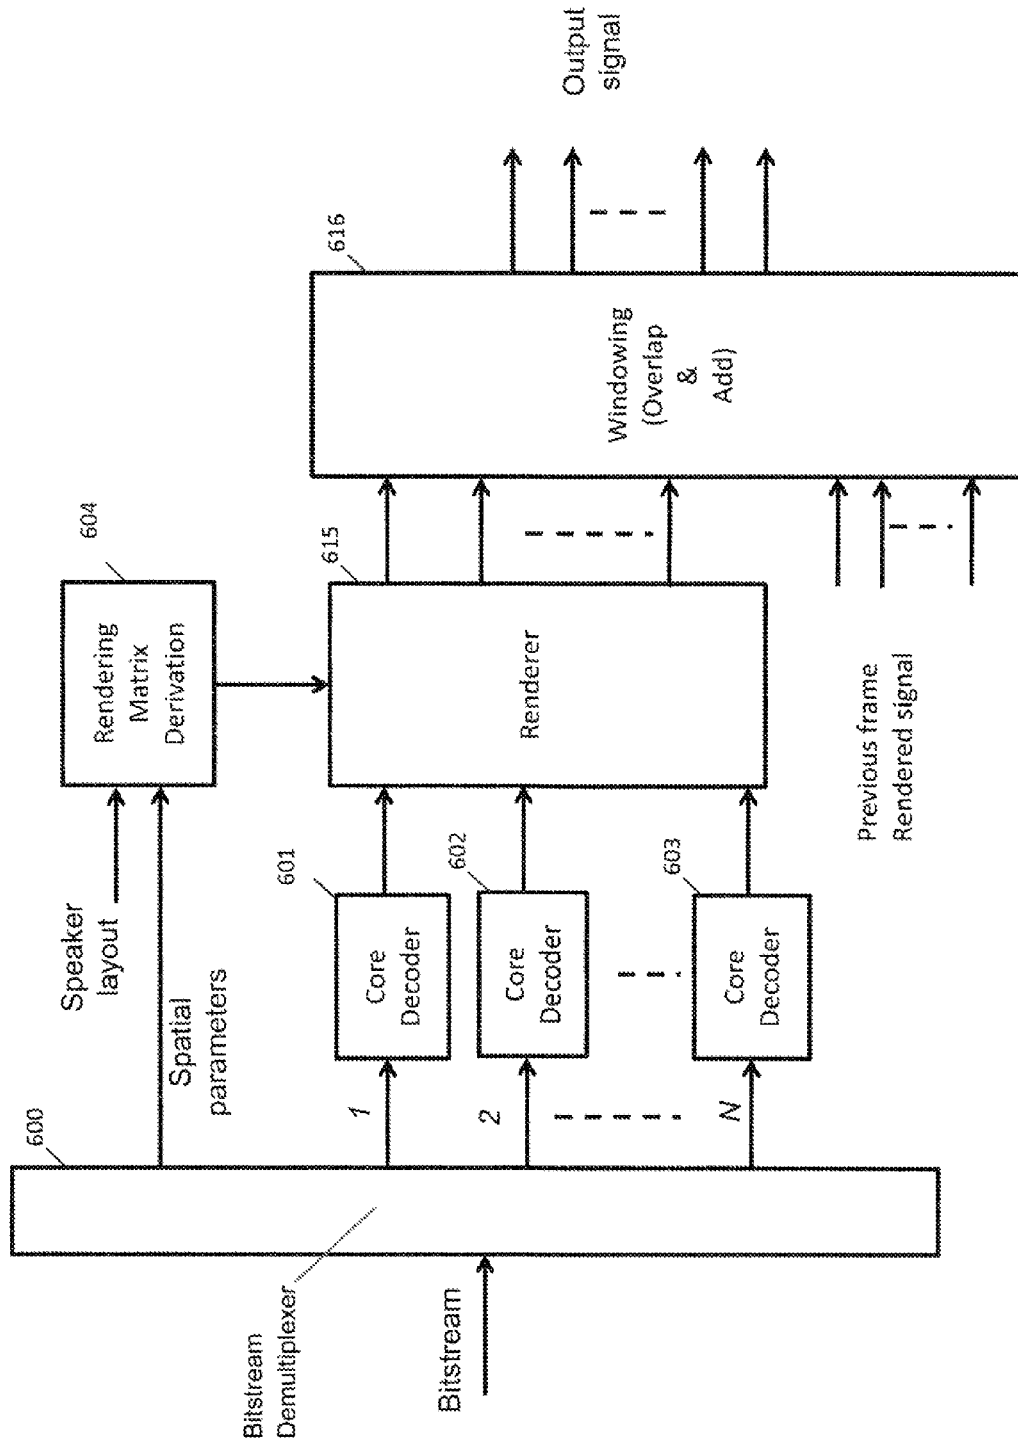 Bitstream
Demultiplexer
Bitstream
600
Speaker
layout
Spatial
parameters
1
2
N
601
Core
Decoder
602
Core
Decoder
603
Core
Decoder
604
Rendering
Matrix
Derivation
615
Renderer
Previous frame
Rendered signal
616
Windowing
(Overlap
&
Add)
Output
signal